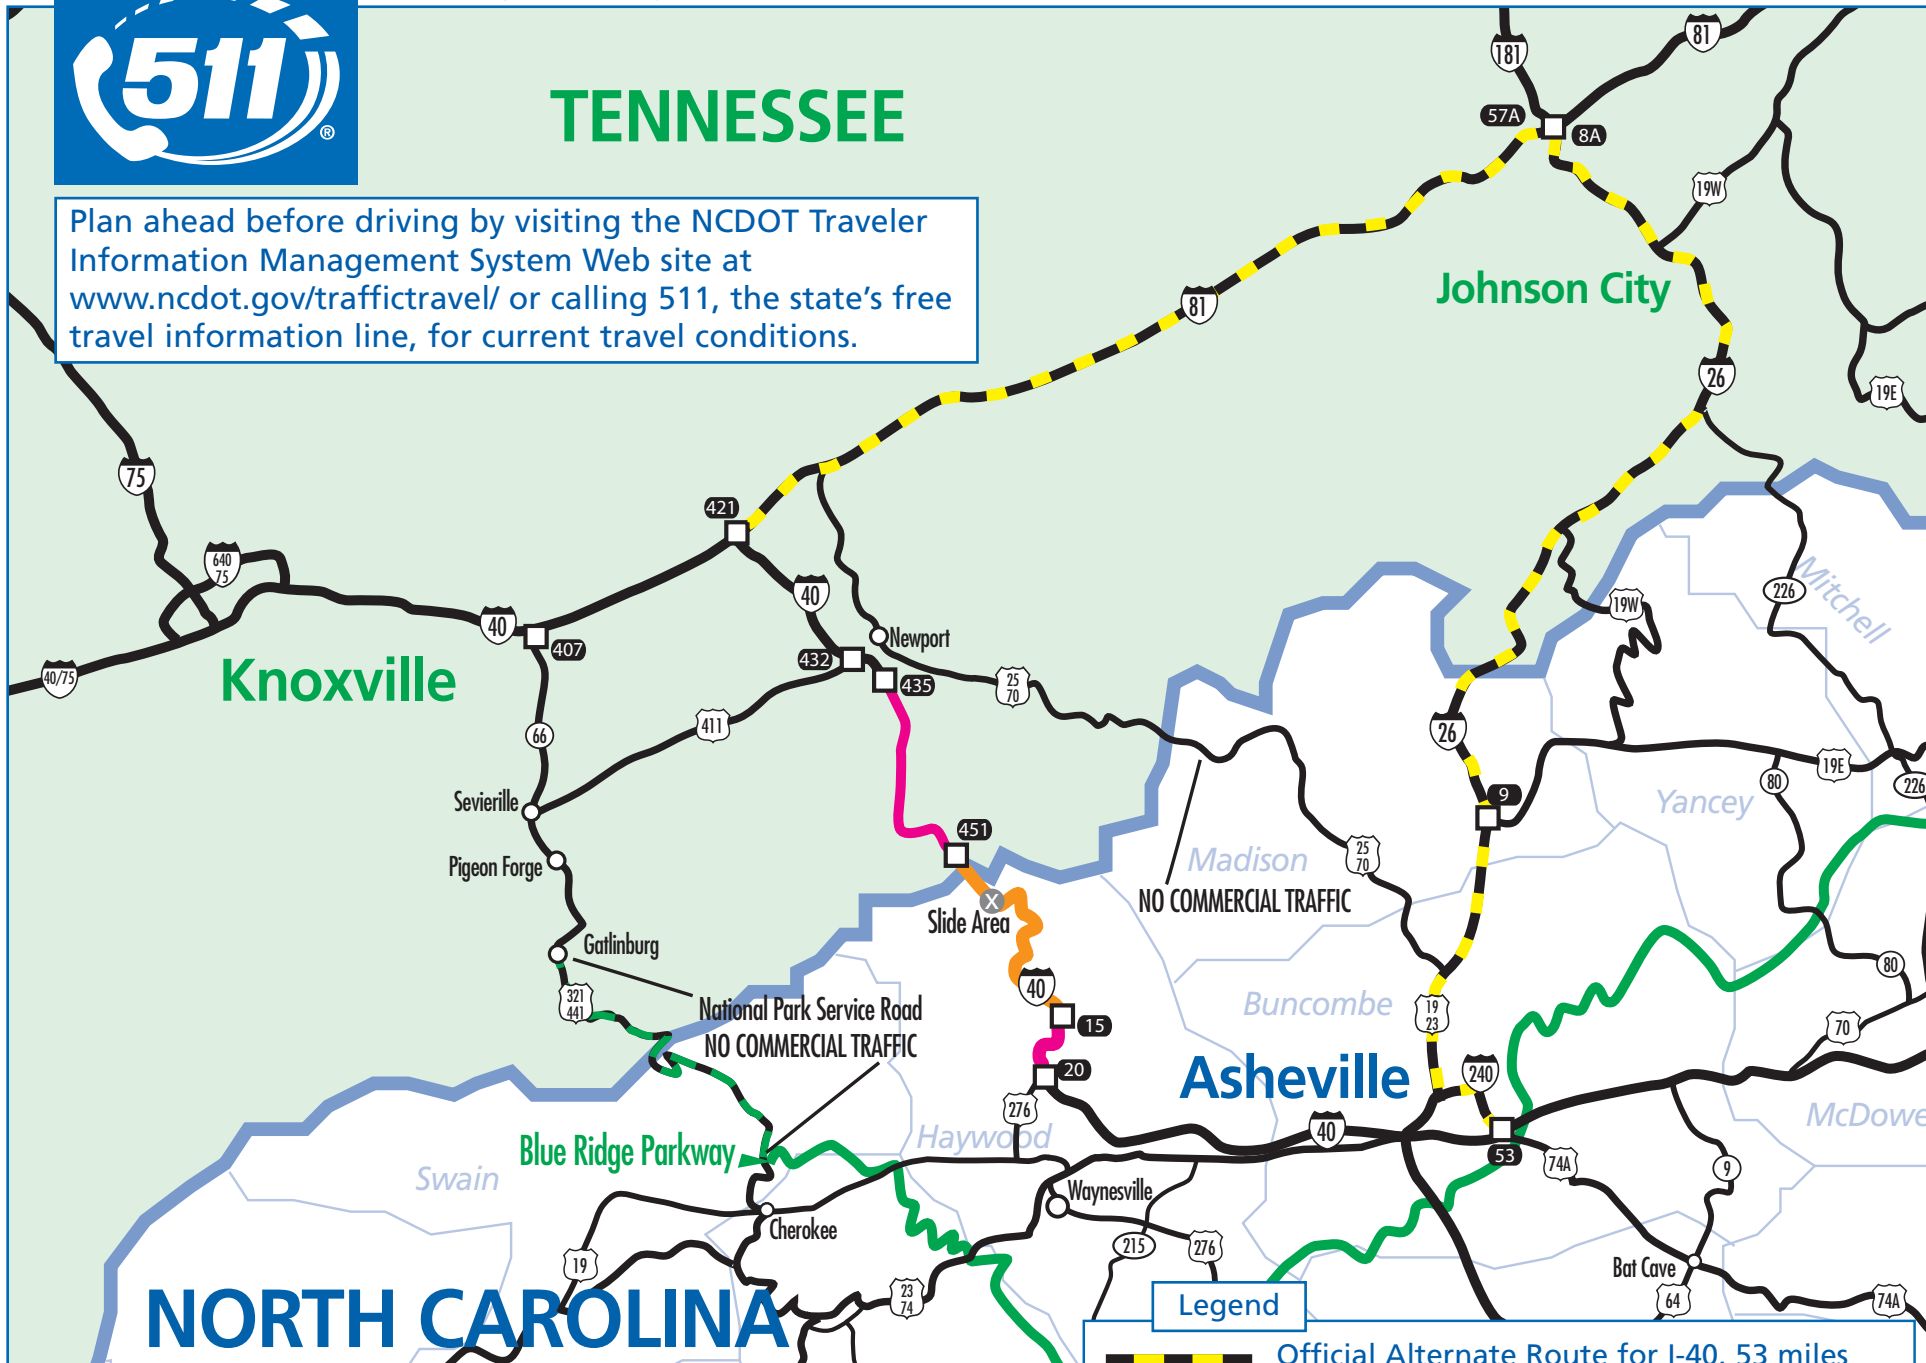 511
®
TENNESSEE
Plan ahead before driving by visiting the NCDOT Traveler
Information Management System Web site at
www.ncdot.gov/traffictravel/ or calling 511, the state's free
travel information line, for current travel conditions.
181
81
57A
8A
19W
81
Johnson City
26
19E
75
421
640
75
40
40
226
Mitchell
19W
407
Newport
432
435
40/75
Knoxville
25
70
66
411
26
19E
80
226
Sevierille
9
Yancey
451
25
70
Madison
Pigeon Forge
NO COMMERCIAL TRAFFIC
X
Slide Area
Gatlinburg
80
40
321
441
National Park Service Road
NO COMMERCIAL TRAFFIC
Buncombe
19
23
15
70
20
Asheville
240
276
McDowe
Haywood
40
Blue Ridge Parkway
53
74A
9
Swain
Waynesville
Cherokee
215
276
19
Bat Cave
23
74
64
74A
NORTH CAROLINA
Legend
Official Alternate Route for I-40, 53 miles